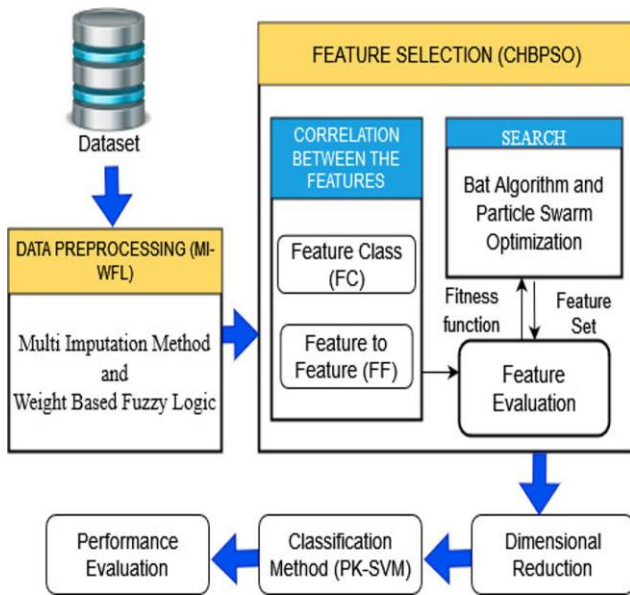 Dataset
DATA PREPROCESSING (MI-
WFL)
Multi Imputation Method
and
Weight Based Fuzzy Logic
FEATURE SELECTION (CHBPSO)
CORRELATION
BETWEEN THE
FEATURES
Feature Class
(FC)
Feature to
Feature (FF)
SEARCH
Bat Algorithm and
Particle Swarm
Optimization
Fitness
function
Feature
Set
Feature
Evaluation
Dimensional
Reduction
Classification
Method (PK-SVM)
Performance
Evaluation